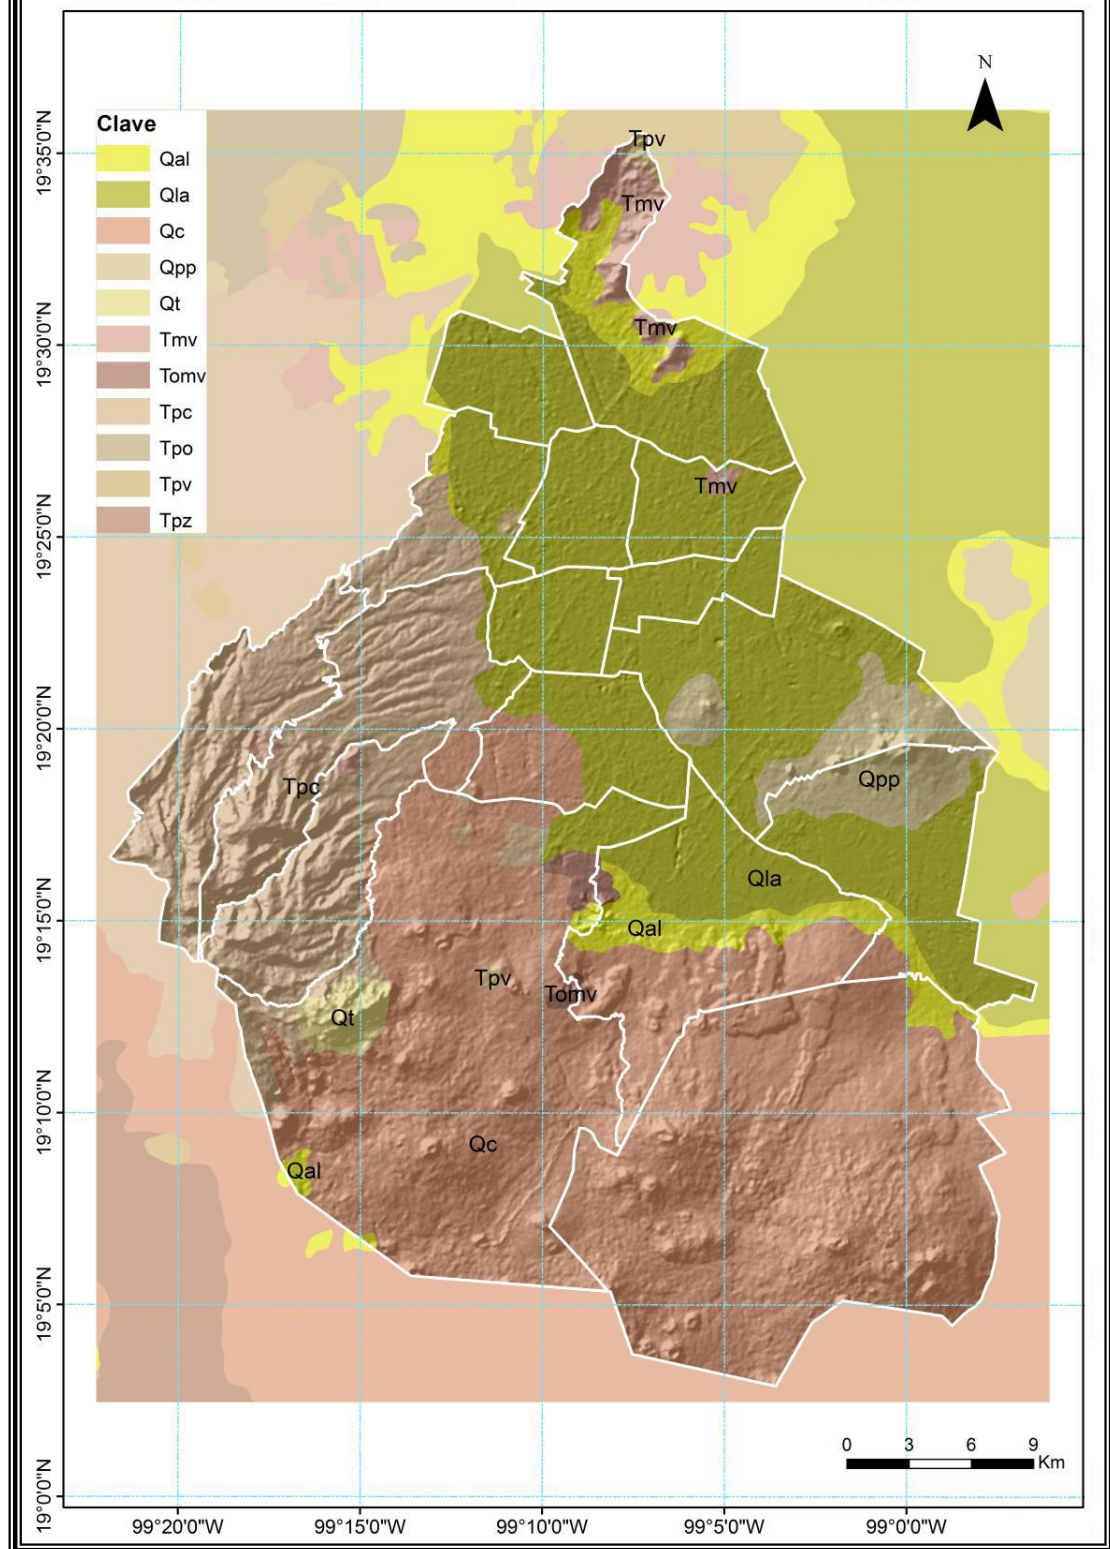 N
Clave
Qal
Qla
Qc
Qpp
Qt
Tmv
Tomv
Tpc
Tpo
Tpv
Tpz
Tpv
Tmv
Tmv
Tmv
Tpc
Qpp
Qla
Qal
Tpv
Tomv
Qt
Qc
Qal
19°35'0"N
19°30'0"N
19°25'0"N
19°20'0"N
19°15'0"N
19°10'0"N
19°5'0"N
19°0'0"N
0 3 6 9
Km
99°20'0"W 99°15'0"W 99°10'0"W 99°5'0"W 99°0'0"W